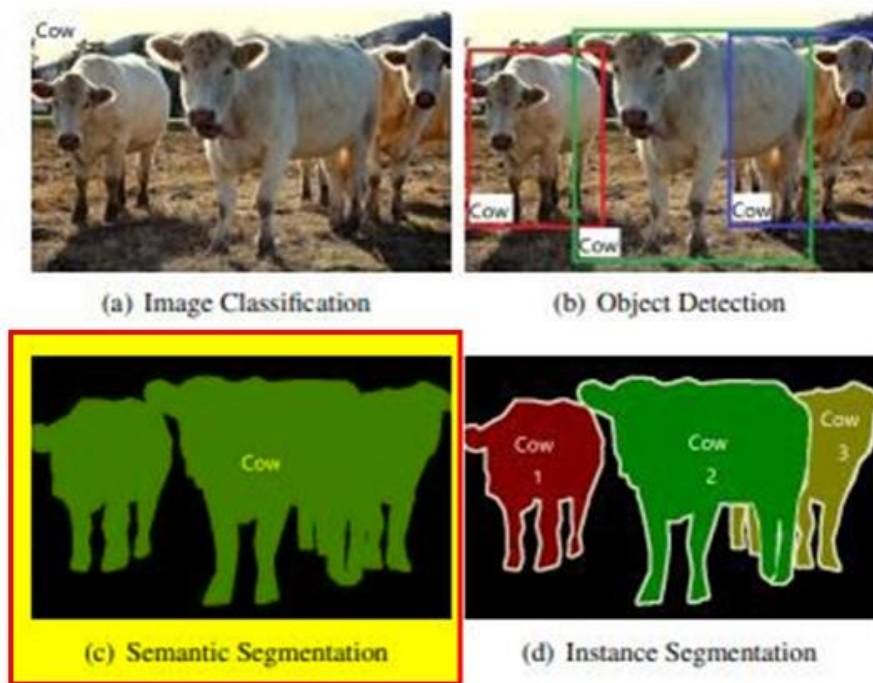 Cow
Cow
Cow
Cow
(a) Image Classification
(b) Object Detection
Cow
Cow
1
Cow
2
Cow
3
(c) Semantic Segmentation
(d) Instance Segmentation